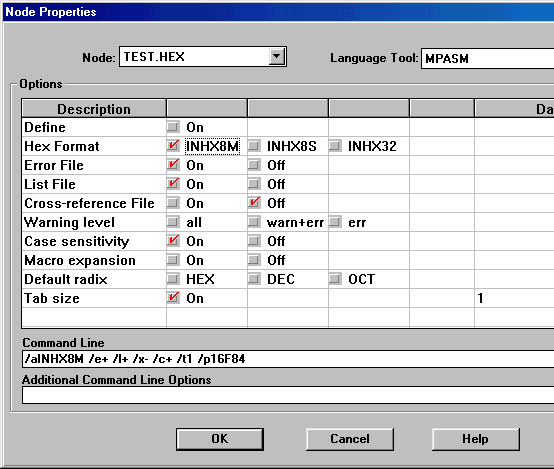 Node Properties
Node: TEST.HEX Language Tool: MPASM
Options
Description Da
Define On
Hex Format INHX8M INHX8S INHX32
Error File On Off
List File On Off
Cross-reference File On Off
Warning level all warn+err err
Case sensitivity On Off
Macro expansion On Off
Default radix HEX DEC OCT
Tab size On 1
Command Line
/aINHX8M /e+ /l+ /x- /c+ /t1 /p16F84
Additional Command Line Options
OK Cancel Help